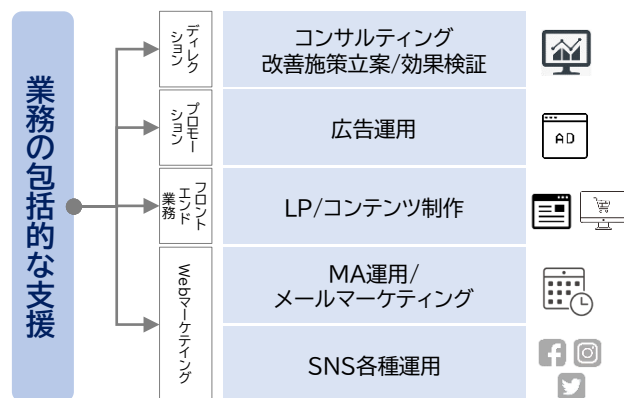 業務の包括的な支援
ディレク
ション
コンサルティング
改善施策立案/効果検証
プロモー
ション
広告運用
AD
フロント
エンド
業務
LP/コンテンツ制作
Webマーケティング
MA運用/
メールマーケティング
SNS各種運用